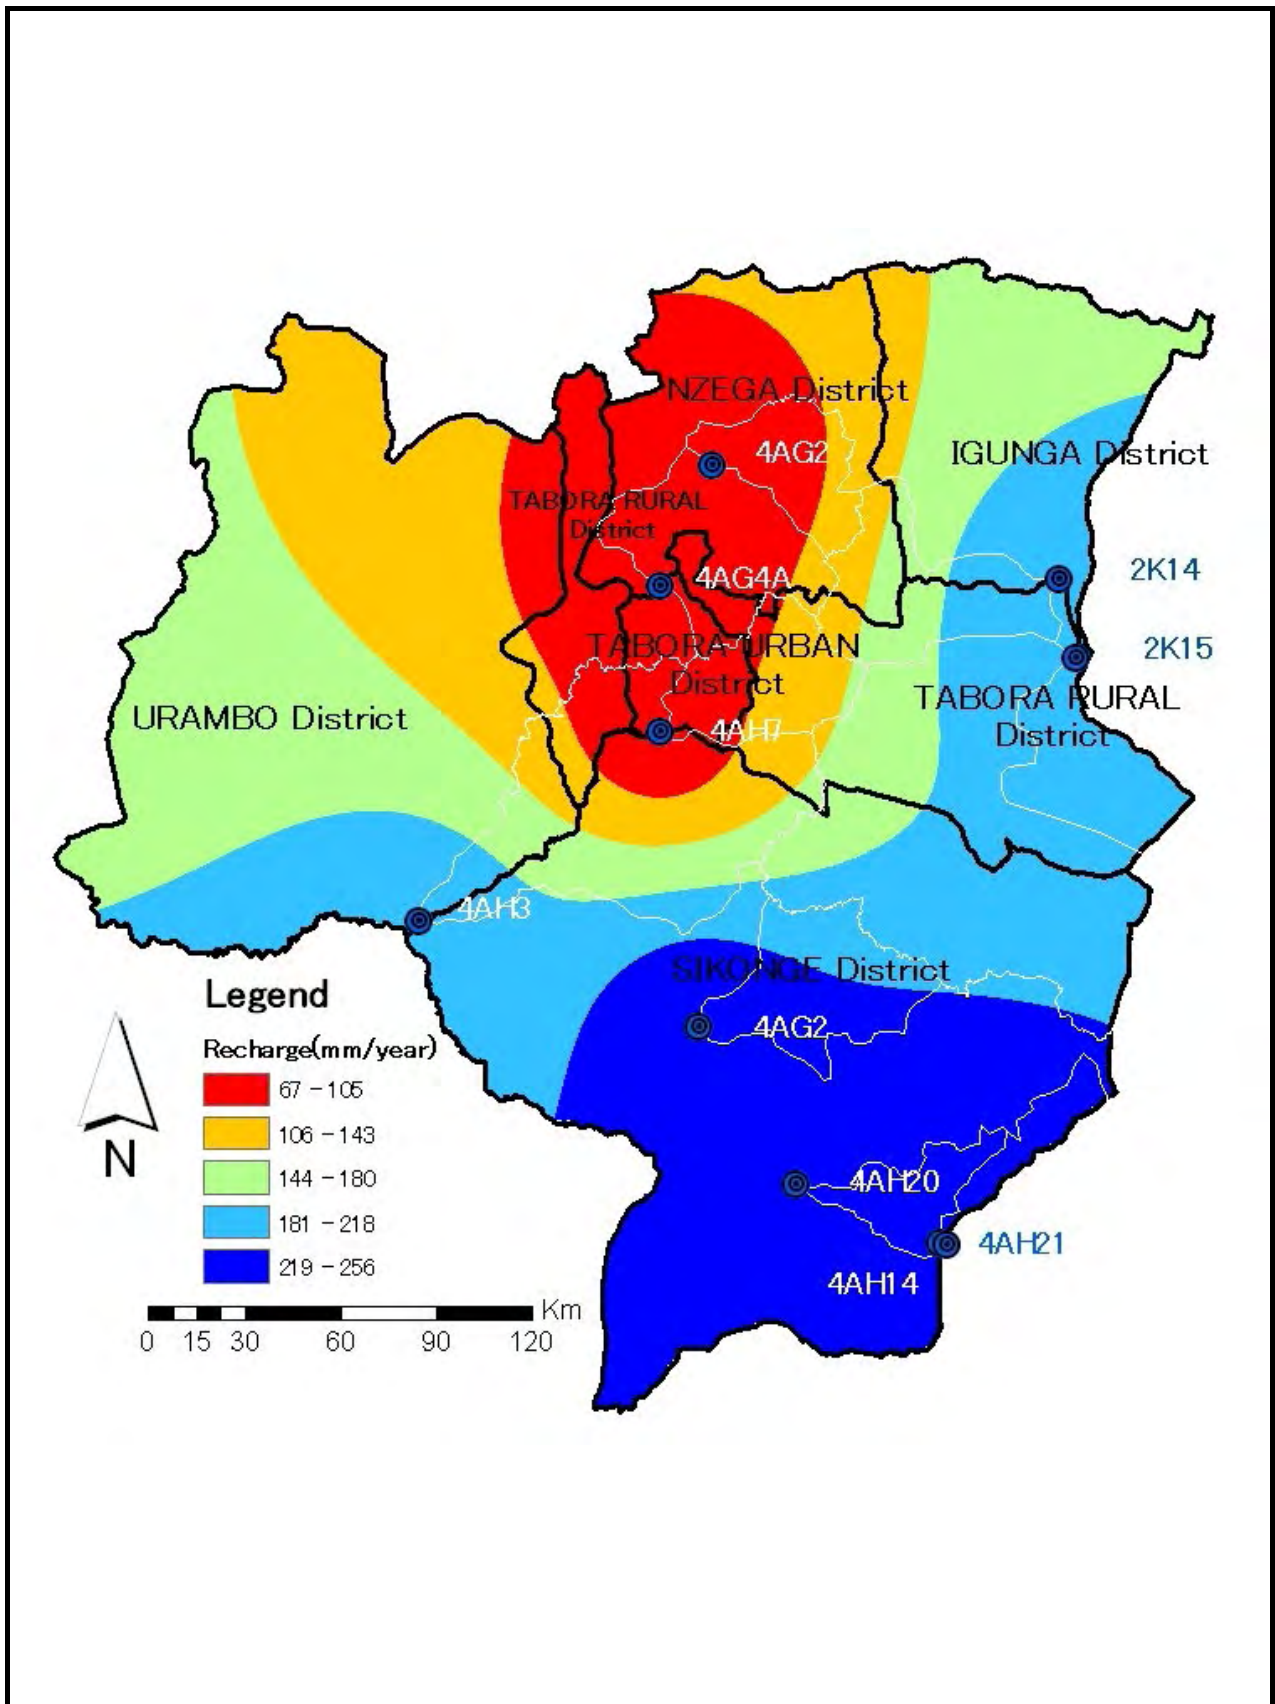 NZEGA District
4AG2
IGUNGA District
TABORA RURAL
District
2K14
4AG4A
TABORA URBAN
District
2K15
TABORA RURAL
District
URAMBO District
4AH7
4AH3
SIKONGE District
4AG2
Legend
Recharge(mm/year)
67 - 105
106 - 143
144 - 180
181 - 218
219 - 256
N
4AH20
4AH21
4AH14
Km
0 15 30 60 90 120